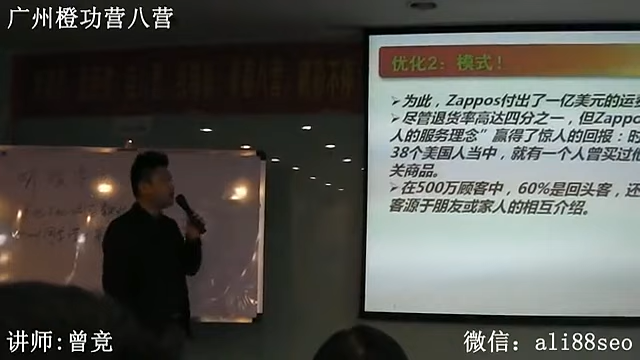 广州橙功营八营
优化2：模式！
➢为此，Zappos付出了一亿美元的运费
➢尽管退货率高达四分之一，但Zappo
人的服务理念”赢得了惊人的回报：时
38个美国人当中，就有一个人曾买过他
关商品。
➢在500万顾客中，60%是回头客，还
客源于朋友或家人的相互介绍。
讲师:曾竞
微信：ali88seo